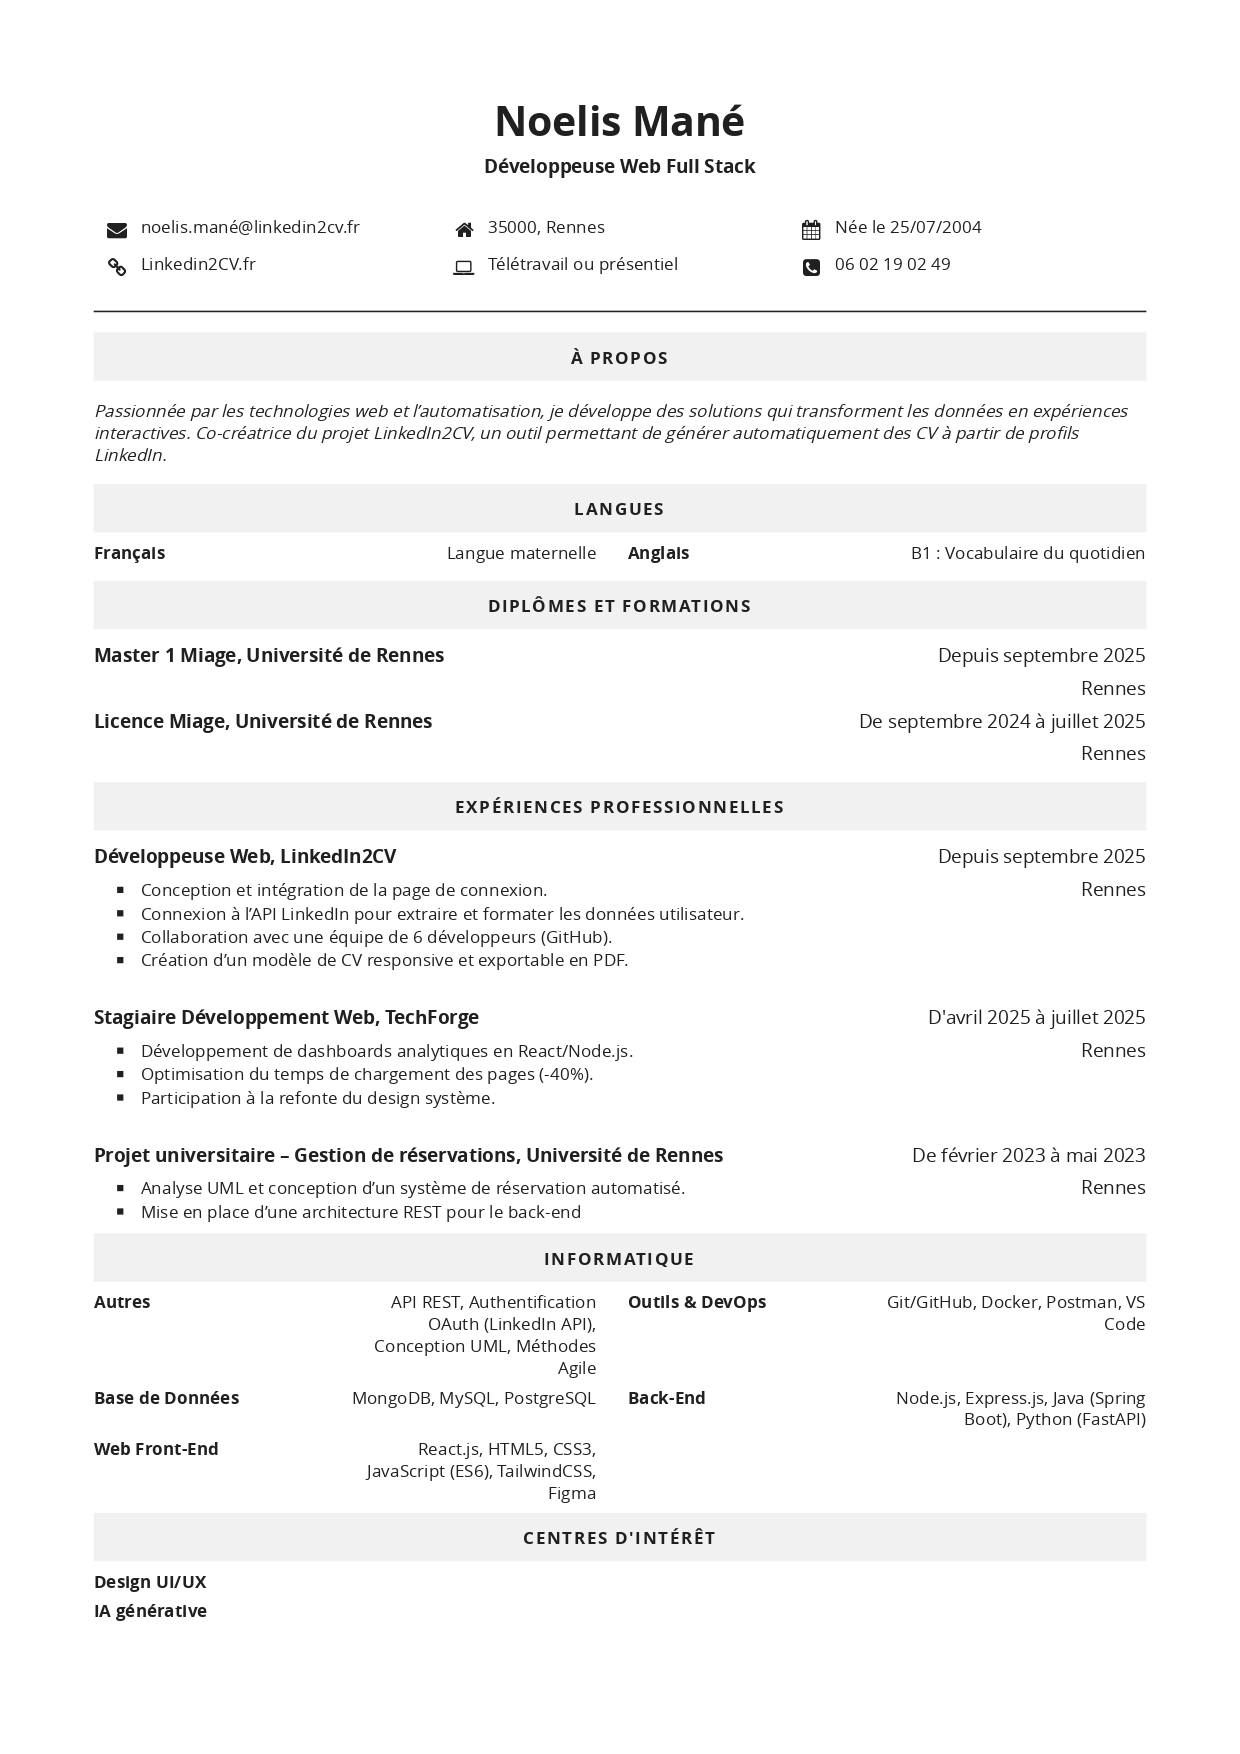 Noelis Mané
Développeuse Web Full Stack
noelis.mané@linkedin2cv.fr
35000, Rennes
Née le 25/07/2004
Linkedin2CV.fr
Télétravail ou présentiel
06 02 19 02 49
À PROPOS
Passionnée par les technologies web et l’automatisation, je développe des solutions qui transforment les données en expériences
interactives. Co-créatrice du projet LinkedIn2CV, un outil permettant de générer automatiquement des CV à partir de profils
LinkedIn.
LANGUES
Français Langue maternelle
Anglais B1 : Vocabulaire du quotidien
DIPLÔMES ET FORMATIONS
Master 1 Miage, Université de Rennes Depuis septembre 2025
Rennes
Licence Miage, Université de Rennes De septembre 2024 à juillet 2025
Rennes
EXPÉRIENCES PROFESSIONNELLES
Développeuse Web, LinkedIn2CV Depuis septembre 2025
▪ Conception et intégration de la page de connexion. Rennes
▪ Connexion à l’API LinkedIn pour extraire et formater les données utilisateur.
▪ Collaboration avec une équipe de 6 développeurs (GitHub).
▪ Création d’un modèle de CV responsive et exportable en PDF.
Stagiaire Développement Web, TechForge D'avril 2025 à juillet 2025
▪ Développement de dashboards analytiques en React/Node.js. Rennes
▪ Optimisation du temps de chargement des pages (-40%).
▪ Participation à la refonte du design système.
Projet universitaire – Gestion de réservations, Université de Rennes De février 2023 à mai 2023
▪ Analyse UML et conception d’un système de réservation automatisé. Rennes
▪ Mise en place d’une architecture REST pour le back-end
INFORMATIQUE
Autres API REST, Authentification
OAuth (LinkedIn API),
Conception UML, Méthodes
Agile
Outils & DevOps Git/GitHub, Docker, Postman, VS
Code
Base de Données MongoDB, MySQL, PostgreSQL
Back-End Node.js, Express.js, Java (Spring
Boot), Python (FastAPI)
Web Front-End React.js, HTML5, CSS3,
JavaScript (ES6), TailwindCSS,
Figma
CENTRES D'INTÉRÊT
Design UI/UX
IA générative